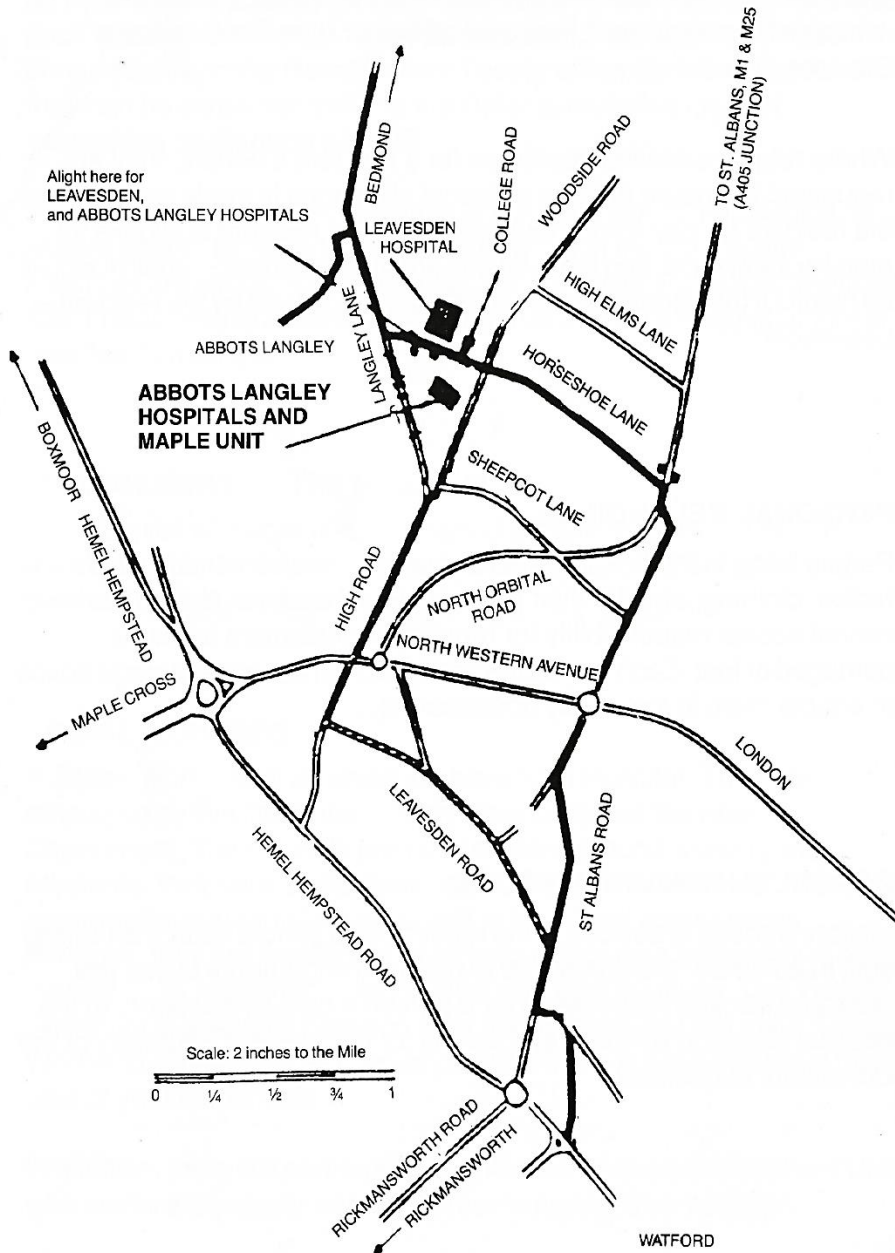 TO ST. ALBANS, M1 & M25
(A405 JUNCTION)
BEDMOND
COLLEGE ROAD
WOODSIDE ROAD
Alight here for
LEAVESDEN,
and ABBOTS LANGLEY HOSPITALS
LEAVESDEN
HOSPITAL
HIGH ELMS LANE
LANGLEY LANE
ABBOTS LANGLEY
HORSESHOE LANE
ABBOTS LANGLEY
HOSPITALS AND
MAPLE UNIT
BOXMOOR
HEMEL HEMPSTEAD
SHEEPCOT LANE
HIGH ROAD
NORTH ORBITAL
ROAD
NORTH WESTERN AVENUE
MAPLE CROSS
LONDON
LEAVESDEN ROAD
ST ALBANS ROAD
HEMEL HEMPSTEAD ROAD
Scale: 2 inches to the Mile
0 ¼ ½ ¾ 1
RICKMANSWORTH ROAD
RICKMANSWORTH
WATFORD